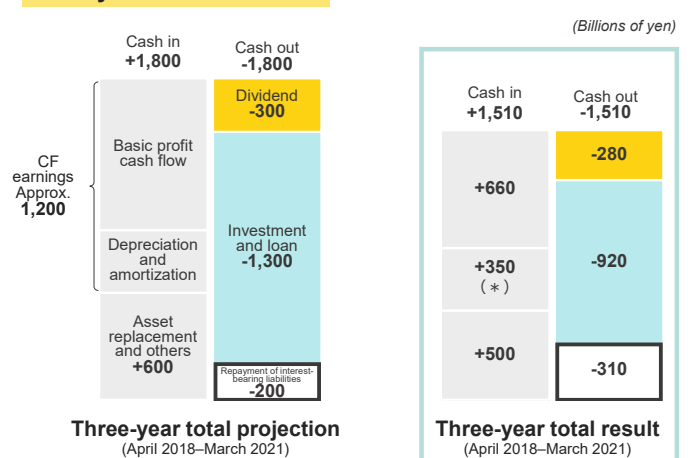 (Billions of yen)
Cash in
+1,800
Cash out
-1,800
CF
earnings
Approx.
1,200
Basic profit
cash flow
Depreciation
and
amortization
Asset
replacement
and others
+600
Dividend
-300
Investment
and loan
-1,300
Repayment of interest-
bearing liabilities
-200
Three-year total projection
(April 2018–March 2021)
Cash in
+1,510
Cash out
-1,510
+660
+350
(*)
+500
-280
-920
-310
Three-year total result
(April 2018–March 2021)